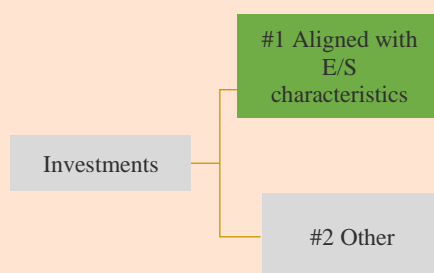 #1 Aligned with
E/S
characteristics
Investments
#2 Other